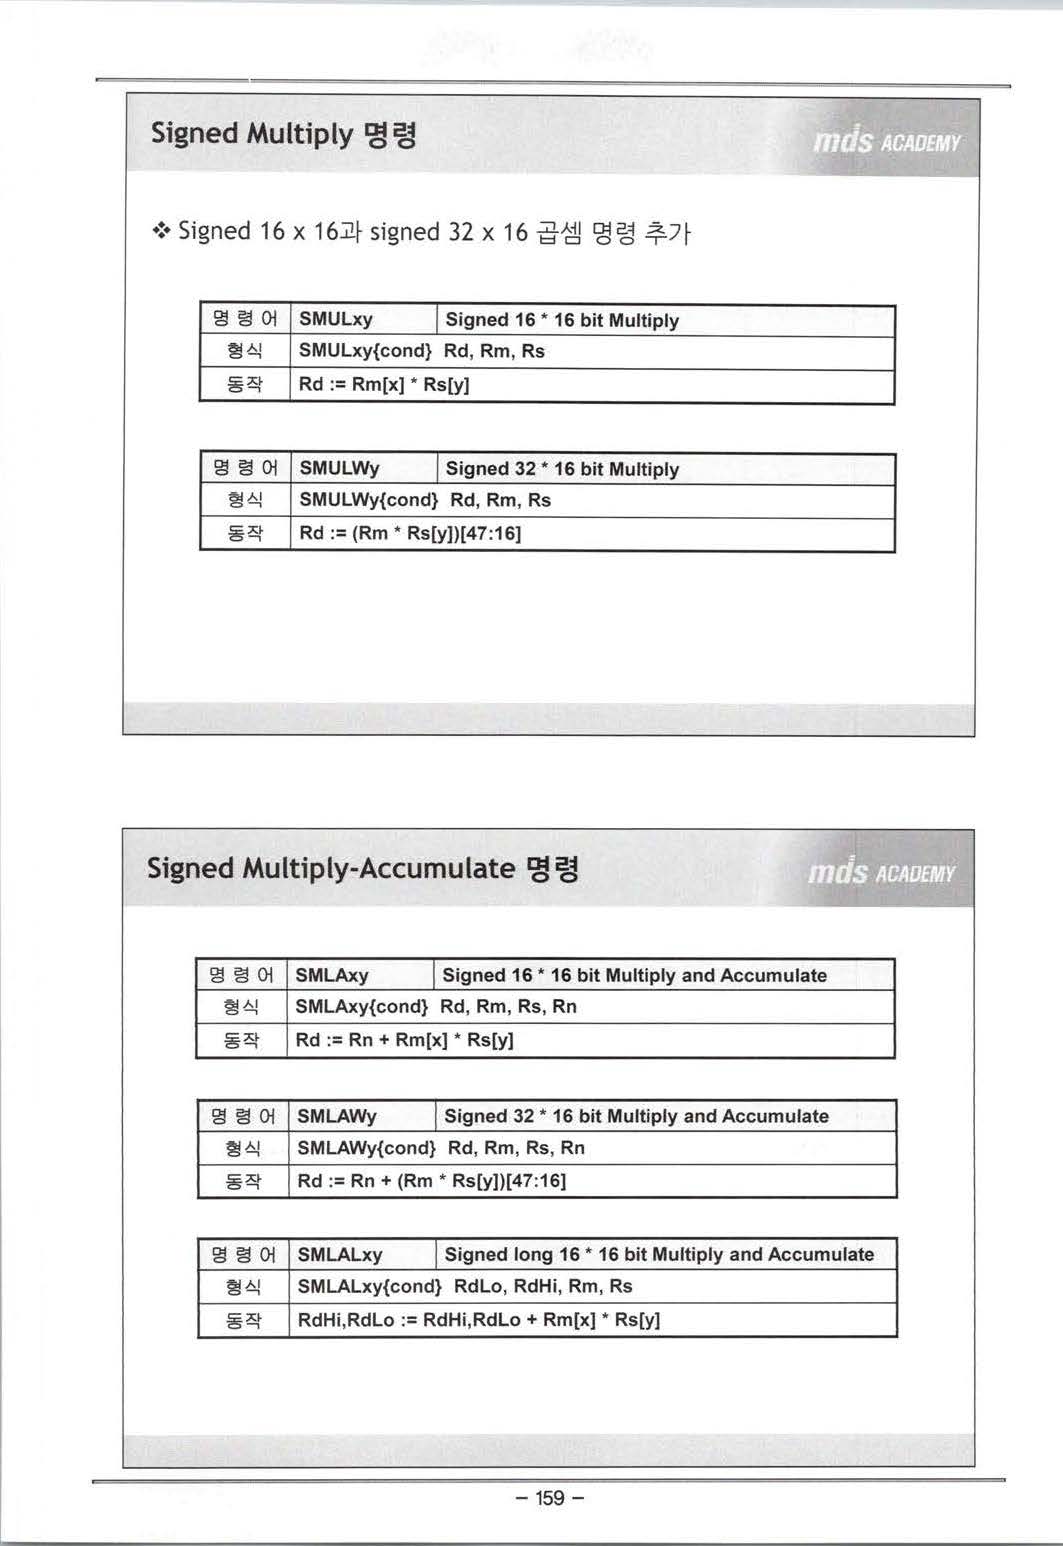 Signed Multiply 명령
mds ACADEMY
❖ Signed 16 x 16과 signed 32 x 16 곱셈 명령 추가
명 령 어 SMULxy Signed 16 * 16 bit Multiply
형식 SMULxy{cond} Rd, Rm, Rs
동작 Rd := Rm[x] * Rs[y]
명 령 어 SMULWy Signed 32 * 16 bit Multiply
형식 SMULWy{cond} Rd, Rm, Rs
동작 Rd := (Rm * Rs[y])[47:16]
Signed Multiply-Accumulate 명령
mds ACADEMY
명 령 어 SMLAxy Signed 16 * 16 bit Multiply and Accumulate
형식 SMLAxy{cond} Rd, Rm, Rs, Rn
동작 Rd := Rn + Rm[x] * Rs[y]
명 령 어 SMLAWy Signed 32 * 16 bit Multiply and Accumulate
형식 SMLAWy{cond} Rd, Rm, Rs, Rn
동작 Rd := Rn + (Rm * Rs[y])[47:16]
명 령 어 SMLALxy Signed long 16 * 16 bit Multiply and Accumulate
형식 SMLALxy{cond} RdLo, RdHi, Rm, Rs
동작 RdHi,RdLo := RdHi,RdLo + Rm[x] * Rs[y]
- 159 -